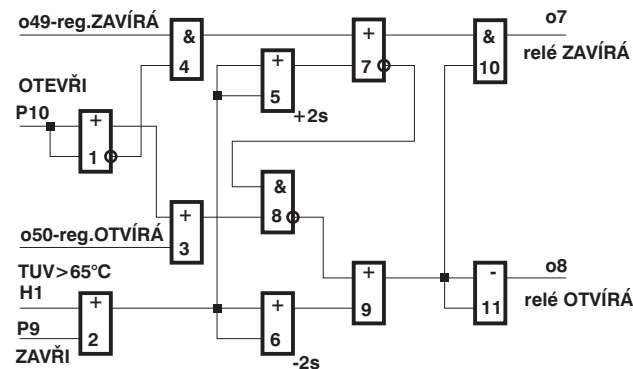 o49-reg.ZAVÍRÁ
&
4
+
7
&
10
o7
relé ZAVÍRÁ
OTEVŘI
P10
+
1
+
5
+2s
&
8
+
3
o50-reg.OTVÍRÁ
TUV>65°C
H1
P9
ZAVŘI
+
2
+
6
-2s
+
9
-
11
o8
relé OTVÍRÁ